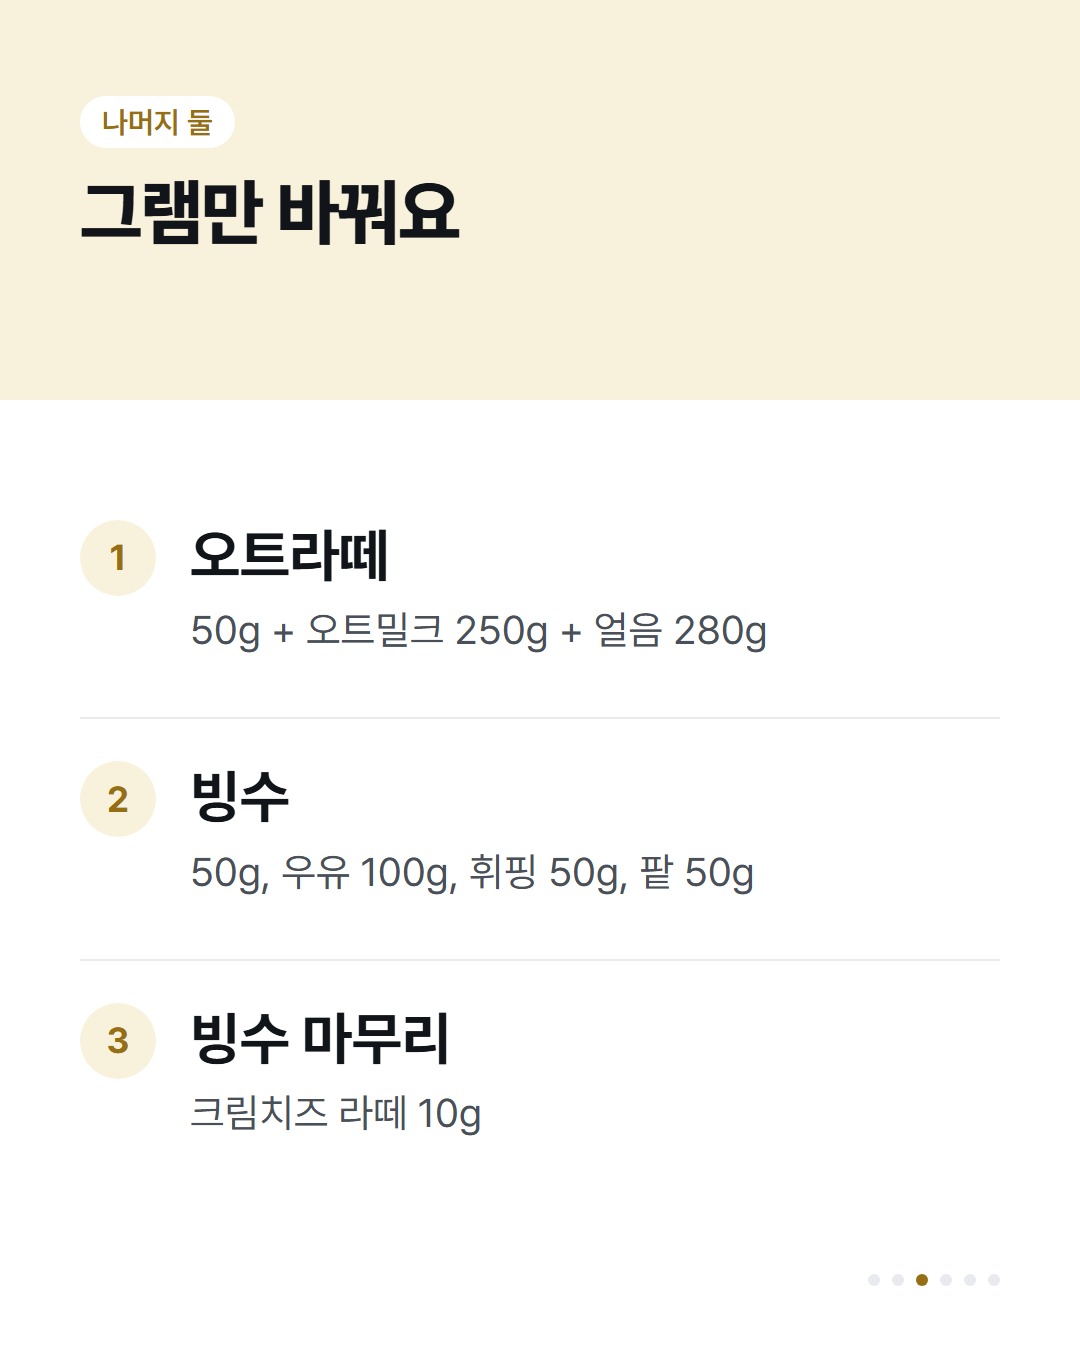 나머지 둘
그램만 바꿔요
1
오트라떼
50g + 오트밀크 250g + 얼음 280g
2
빙수
50g, 우유 100g, 휘핑 50g, 팥 50g
3
빙수 마무리
크림치즈 라떼 10g